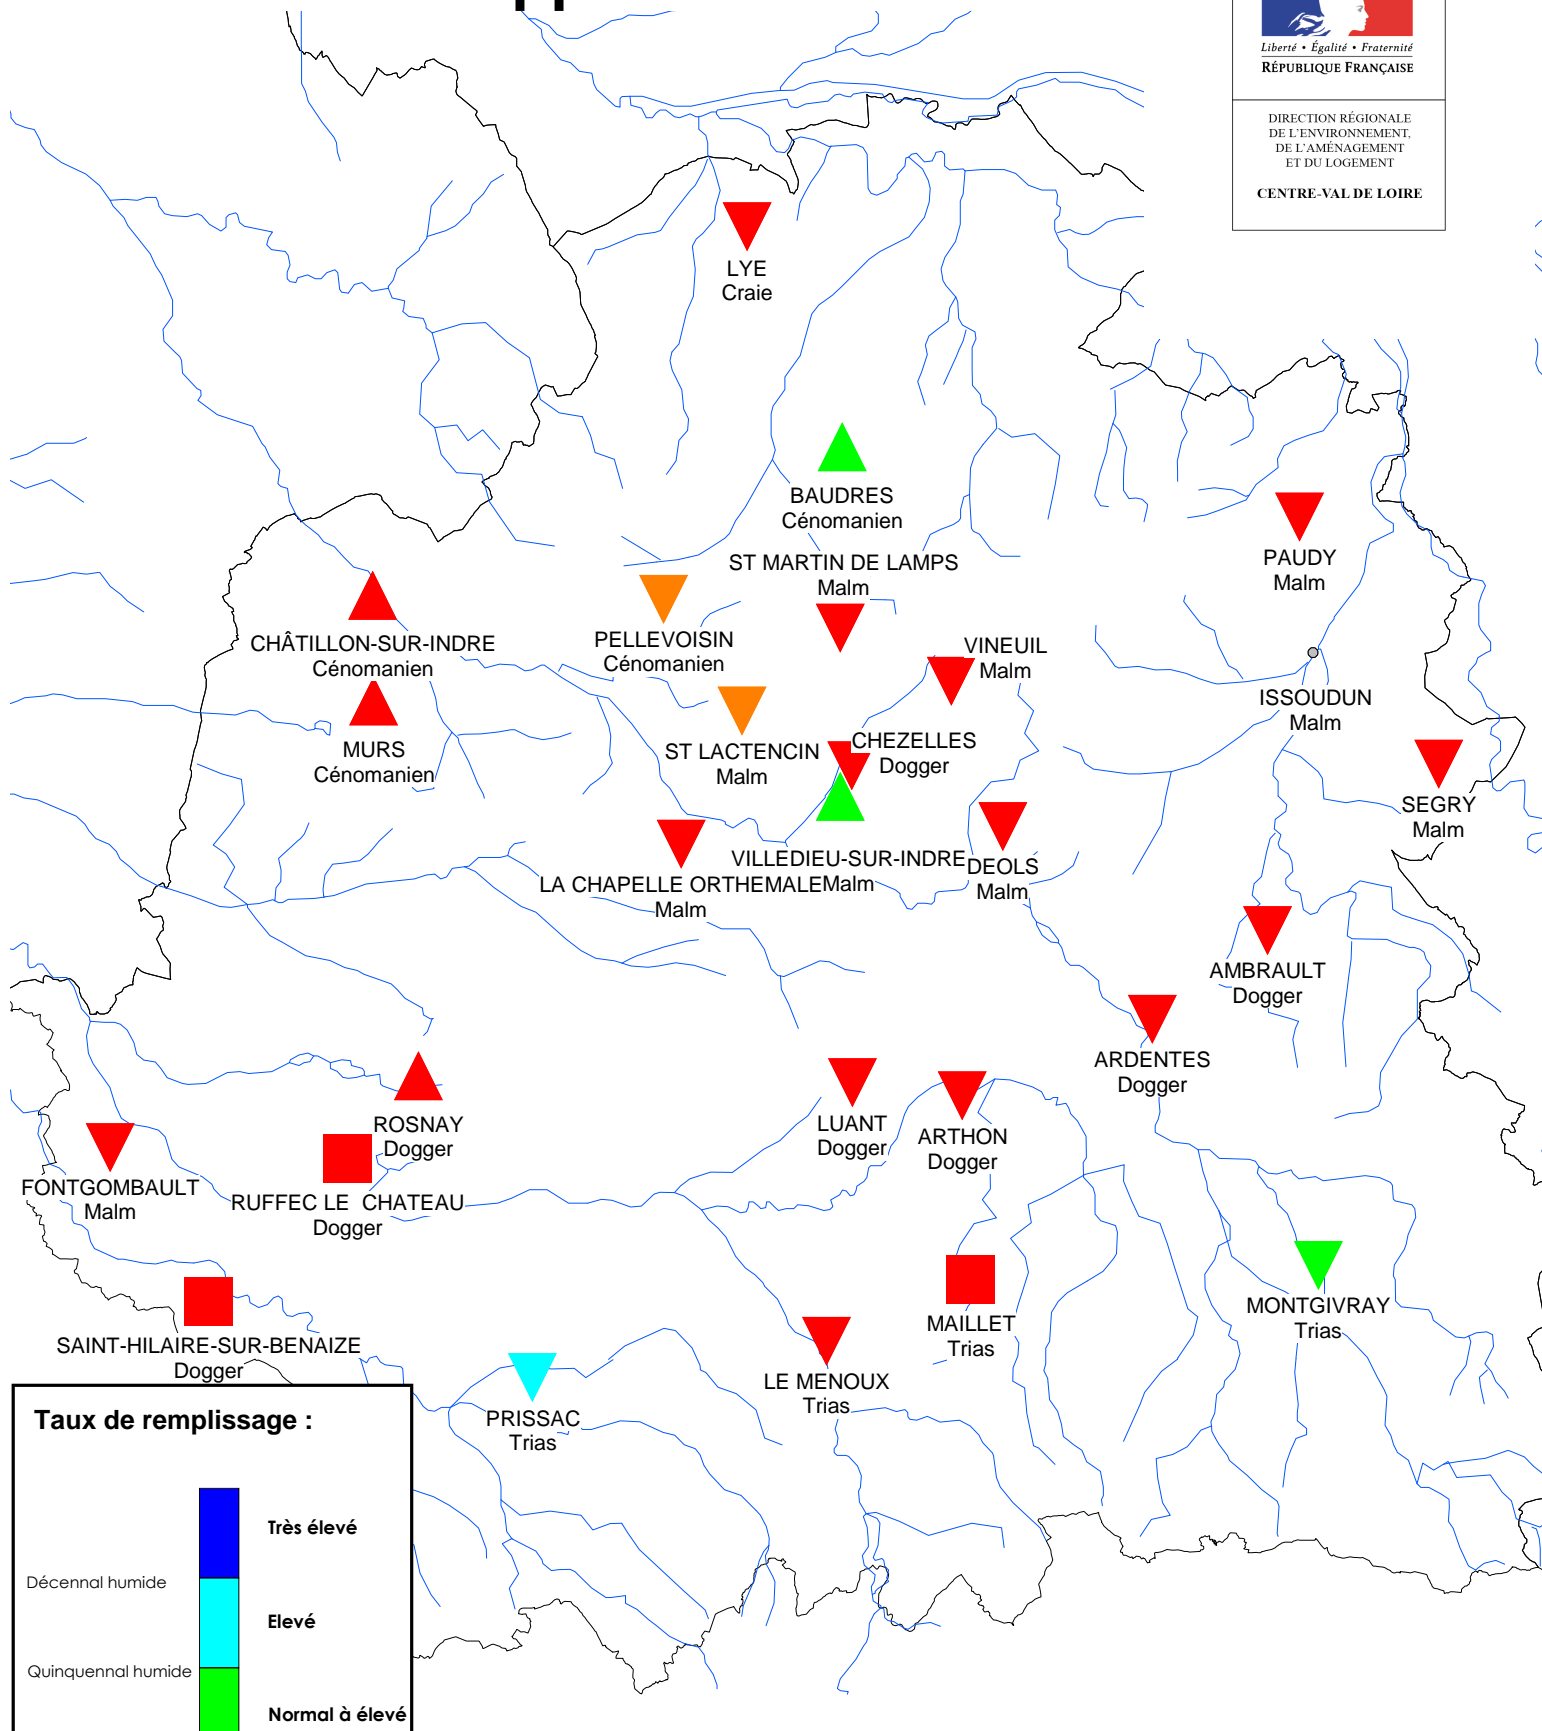 Liberté • Égalité • Fraternité
RÉPUBLIQUE FRANÇAISE
DIRECTION RÉGIONALE
DE L'ENVIRONNEMENT,
DE L'AMÉNAGEMENT
ET DU LOGEMENT
CENTRE-VAL DE LOIRE
LYE
Craie
BAUDRES
Cénomanien
ST MARTIN DE LAMPS
Malm
PAUDY
Malm
CHÂTILLON-SUR-INDRE
Cénomanien
PELLEVOISIN
Cénomanien
VINEUIL
Malm
ISSOUDUN
Malm
MURS
Cénomanien
ST LACTENCIN
Malm
CHEZELLES
Dogger
SEGRY
Malm
VILLEDIEU-SUR-INDRE
Malm
DEOLS
Malm
LA CHAPELLE ORTHEMALE
Malm
AMBRAULT
Dogger
ARDENTES
Dogger
ROSNAY
Dogger
LUANT
Dogger
ARTHON
Dogger
FONTGOMBAULT
Malm
RUFFEC LE CHATEAU
Dogger
MONTGIVRAY
Trias
MAILLET
Trias
SAINT-HILAIRE-SUR-BENAIZE
Dogger
LE MENOUX
Trias
PRISSAC
Trias
Taux de remplissage :
Très élevé
Décennal humide
Elevé
Quinquennal humide
Normal à élevé